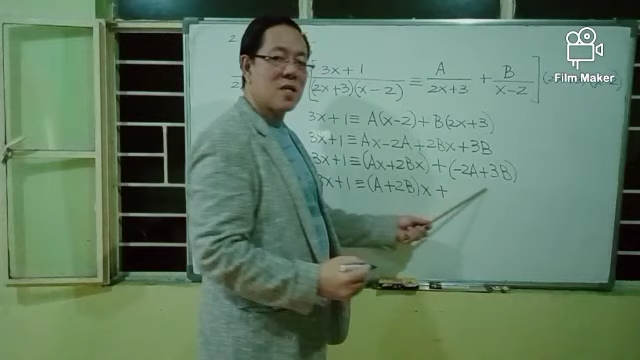 3x+1/(2x+3)(x-2) ≡ A/2x+3 + B/x-2 ]
3x+1 ≡ A(x-2)+B(2x+3)
3x+1 ≡ Ax-2A+2Bx+3B
3x+1 ≡ (Ax+2Bx)+(-2A+3B)
x+1 ≡ (A+2B)x+
Film Maker